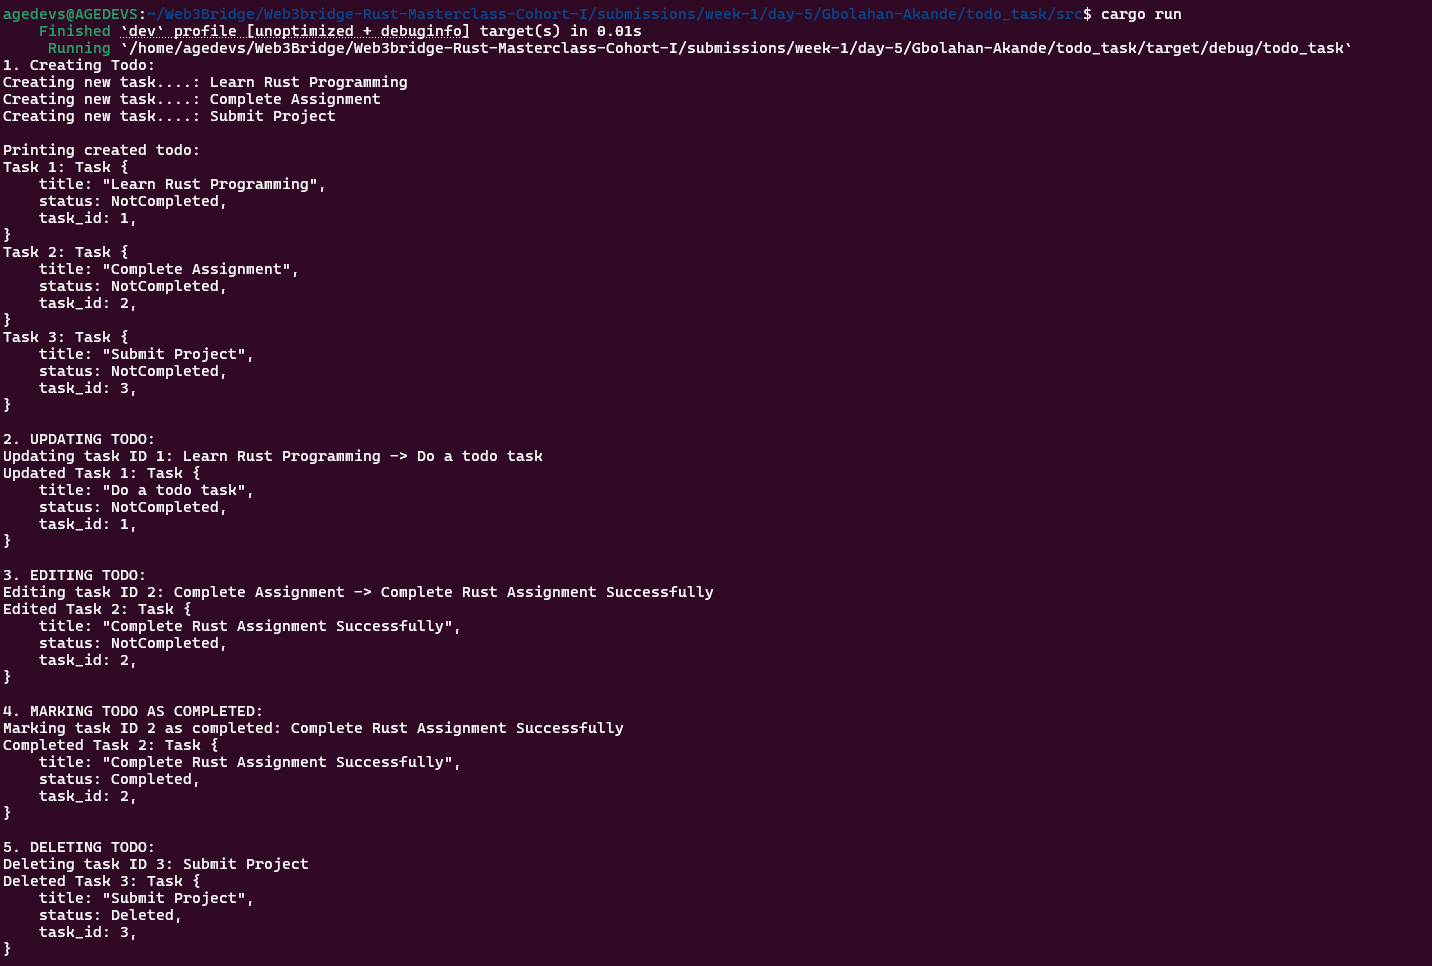 agedevs@AGEDEVS:~/Web3Bridge/Web3bridge-Rust-Masterclass-Cohort-I/submissions/week-1/day-5/Gbolahan-Akande/todo_task/src$ cargo run
    Finished `dev` profile [unoptimized + debuginfo] target(s) in 0.01s
     Running `/home/agedevs/Web3Bridge/Web3bridge-Rust-Masterclass-Cohort-I/submissions/week-1/day-5/Gbolahan-Akande/todo_task/target/debug/todo_task`
1. Creating Todo:
Creating new task....: Learn Rust Programming
Creating new task....: Complete Assignment
Creating new task....: Submit Project

Printing created todo:
Task 1: Task {
    title: "Learn Rust Programming",
    status: NotCompleted,
    task_id: 1,
}
Task 2: Task {
    title: "Complete Assignment",
    status: NotCompleted,
    task_id: 2,
}
Task 3: Task {
    title: "Submit Project",
    status: NotCompleted,
    task_id: 3,
}

2. UPDATING TODO:
Updating task ID 1: Learn Rust Programming -> Do a todo task
Updated Task 1: Task {
    title: "Do a todo task",
    status: NotCompleted,
    task_id: 1,
}

3. EDITING TODO:
Editing task ID 2: Complete Assignment -> Complete Rust Assignment Successfully
Edited Task 2: Task {
    title: "Complete Rust Assignment Successfully",
    status: NotCompleted,
    task_id: 2,
}

4. MARKING TODO AS COMPLETED:
Marking task ID 2 as completed: Complete Rust Assignment Successfully
Completed Task 2: Task {
    title: "Complete Rust Assignment Successfully",
    status: Completed,
    task_id: 2,
}

5. DELETING TODO:
Deleting task ID 3: Submit Project
Deleted Task 3: Task {
    title: "Submit Project",
    status: Deleted,
    task_id: 3,
}